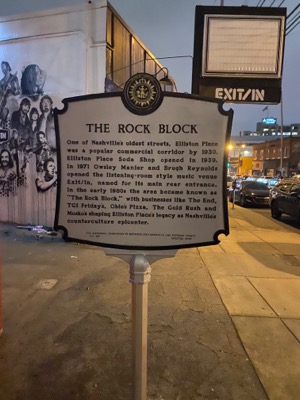 EXIT/IN
THE ROCK BLOCK
One of Nashville's oldest streets, Elliston Place
was a popular commercial corridor by 1930.
Elliston Place Soda Shop opened in 1939.
In 1971 Owsley Manier and Brugh Reynolds
opened the listening-room style music venue
Exit/In, named for its main rear entrance.
In the early 1980s the area became known as
"The Rock Block," with businesses like The End,
TGI Fridays, Obies Pizza, The Gold Rush and
Mosko's shaping Elliston Place's legacy as Nashville's
counterculture epicenter.